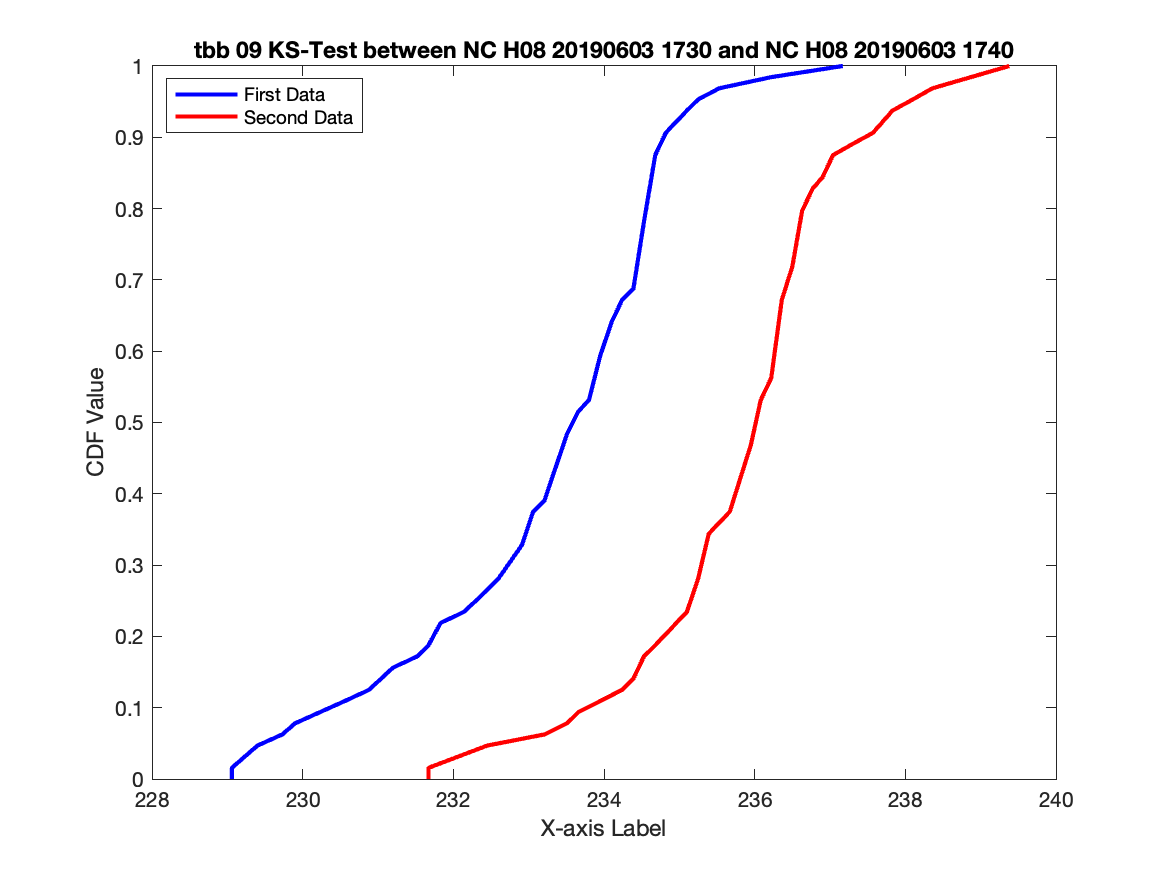 tbb 09 KS-Test between NC H08 20190603 1730 and NC H08 20190603 1740
First Data
Second Data
1
0.9
0.8
0.7
0.6
0.5
0.4
0.3
0.2
0.1
0
CDF Value
228 230 232 234 236 238 240
X-axis Label